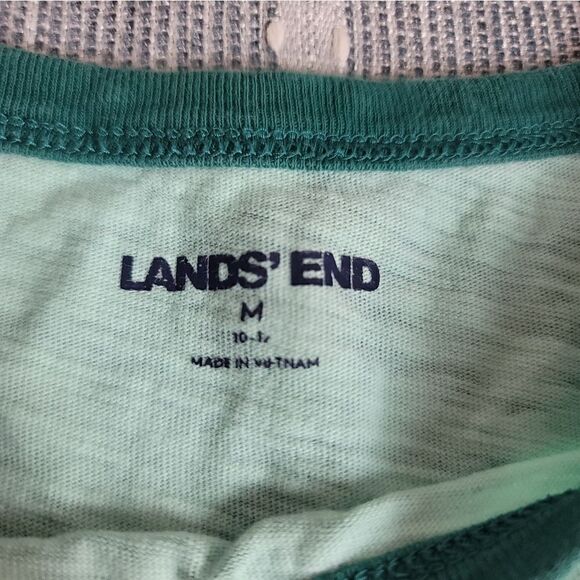 LANDS' END
M
10-12
MADE IN VIETNAM